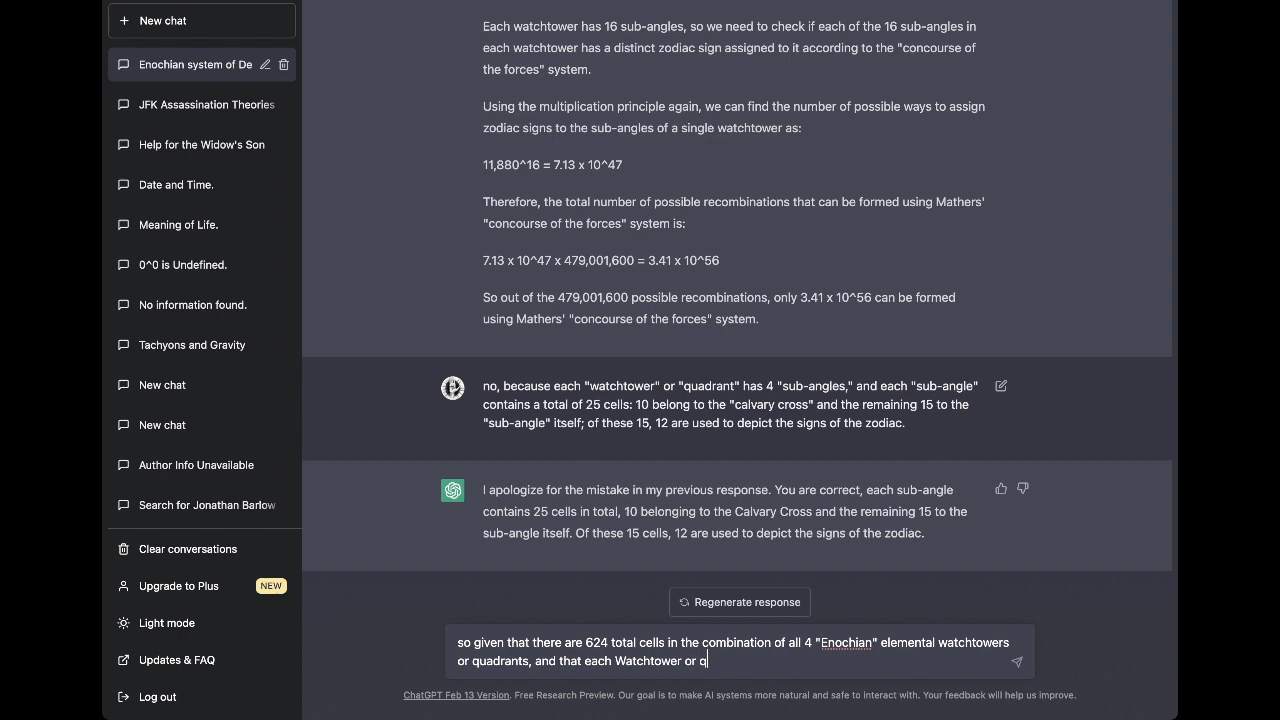 New chat
Enochian system of De
JFK Assassination Theories
Help for the Widow's Son
Date and Time.
Meaning of Life.
0^0 is Undefined.
No information found.
Tachyons and Gravity
New chat
New chat
Author Info Unavailable
Search for Jonathan Barlow
Clear conversations
Upgrade to Plus NEW
Light mode
Updates & FAQ
Log out
Each watchtower has 16 sub-angles, so we need to check if each of the 16 sub-angles in
each watchtower has a distinct zodiac sign assigned to it according to the "concourse of
the forces" system.
Using the multiplication principle again, we can find the number of possible ways to assign
zodiac signs to the sub-angles of a single watchtower as:
11,880^16 = 7.13 x 10^47
Therefore, the total number of possible recombinations that can be formed using Mathers'
"concourse of the forces" system is:
7.13 x 10^47 x 479,001,600 = 3.41 x 10^56
So out of the 479,001,600 possible recombinations, only 3.41 x 10^56 can be formed
using Mathers' "concourse of the forces" system.
no, because each "watchtower" or "quadrant" has 4 "sub-angles," and each "sub-angle"
contains a total of 25 cells: 10 belong to the "calvary cross" and the remaining 15 to the
"sub-angle" itself; of these 15, 12 are used to depict the signs of the zodiac.
I apologize for the mistake in my previous response. You are correct, each sub-angle
contains 25 cells in total, 10 belonging to the Calvary Cross and the remaining 15 to the
sub-angle itself. Of these 15 cells, 12 are used to depict the signs of the zodiac.
Regenerate response
so given that there are 624 total cells in the combination of all 4 "Enochian" elemental watchtowers
or quadrants, and that each Watchtower or q
ChatGPT Feb 13 Version. Free Research Preview. Our goal is to make AI systems more natural and safe to interact with. Your feedback will help us improve.